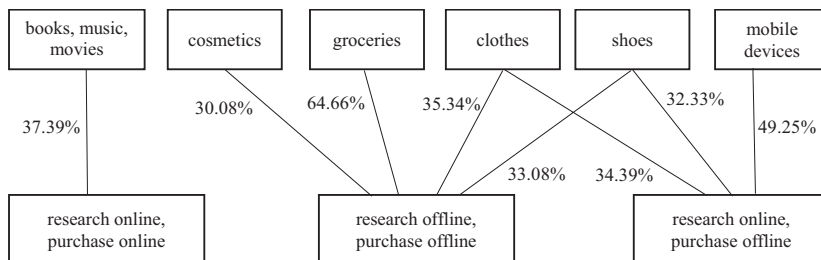 books, music,
movies
cosmetics
groceries
clothes
shoes
mobile
devices
37.39%
30.08%
64.66%
35.34%
32.33%
49.25%
33.08%
34.39%
research online,
purchase online
research offline,
purchase offline
research online,
purchase offline